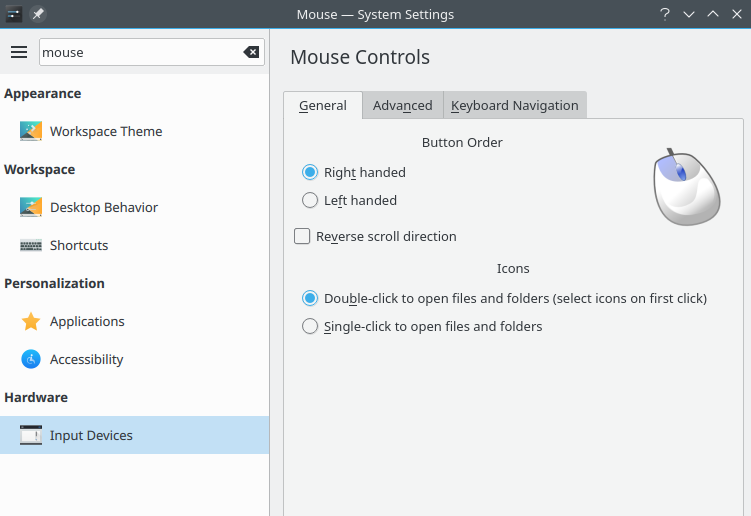 Mouse — System Settings
mouse
Appearance
Workspace Theme
Workspace
Desktop Behavior
Shortcuts
Personalization
Applications
Accessibility
Hardware
Input Devices
Mouse Controls
General Advanced Keyboard Navigation
Button Order
Right handed
Left handed
Reverse scroll direction
Icons
Double-click to open files and folders (select icons on first click)
Single-click to open files and folders